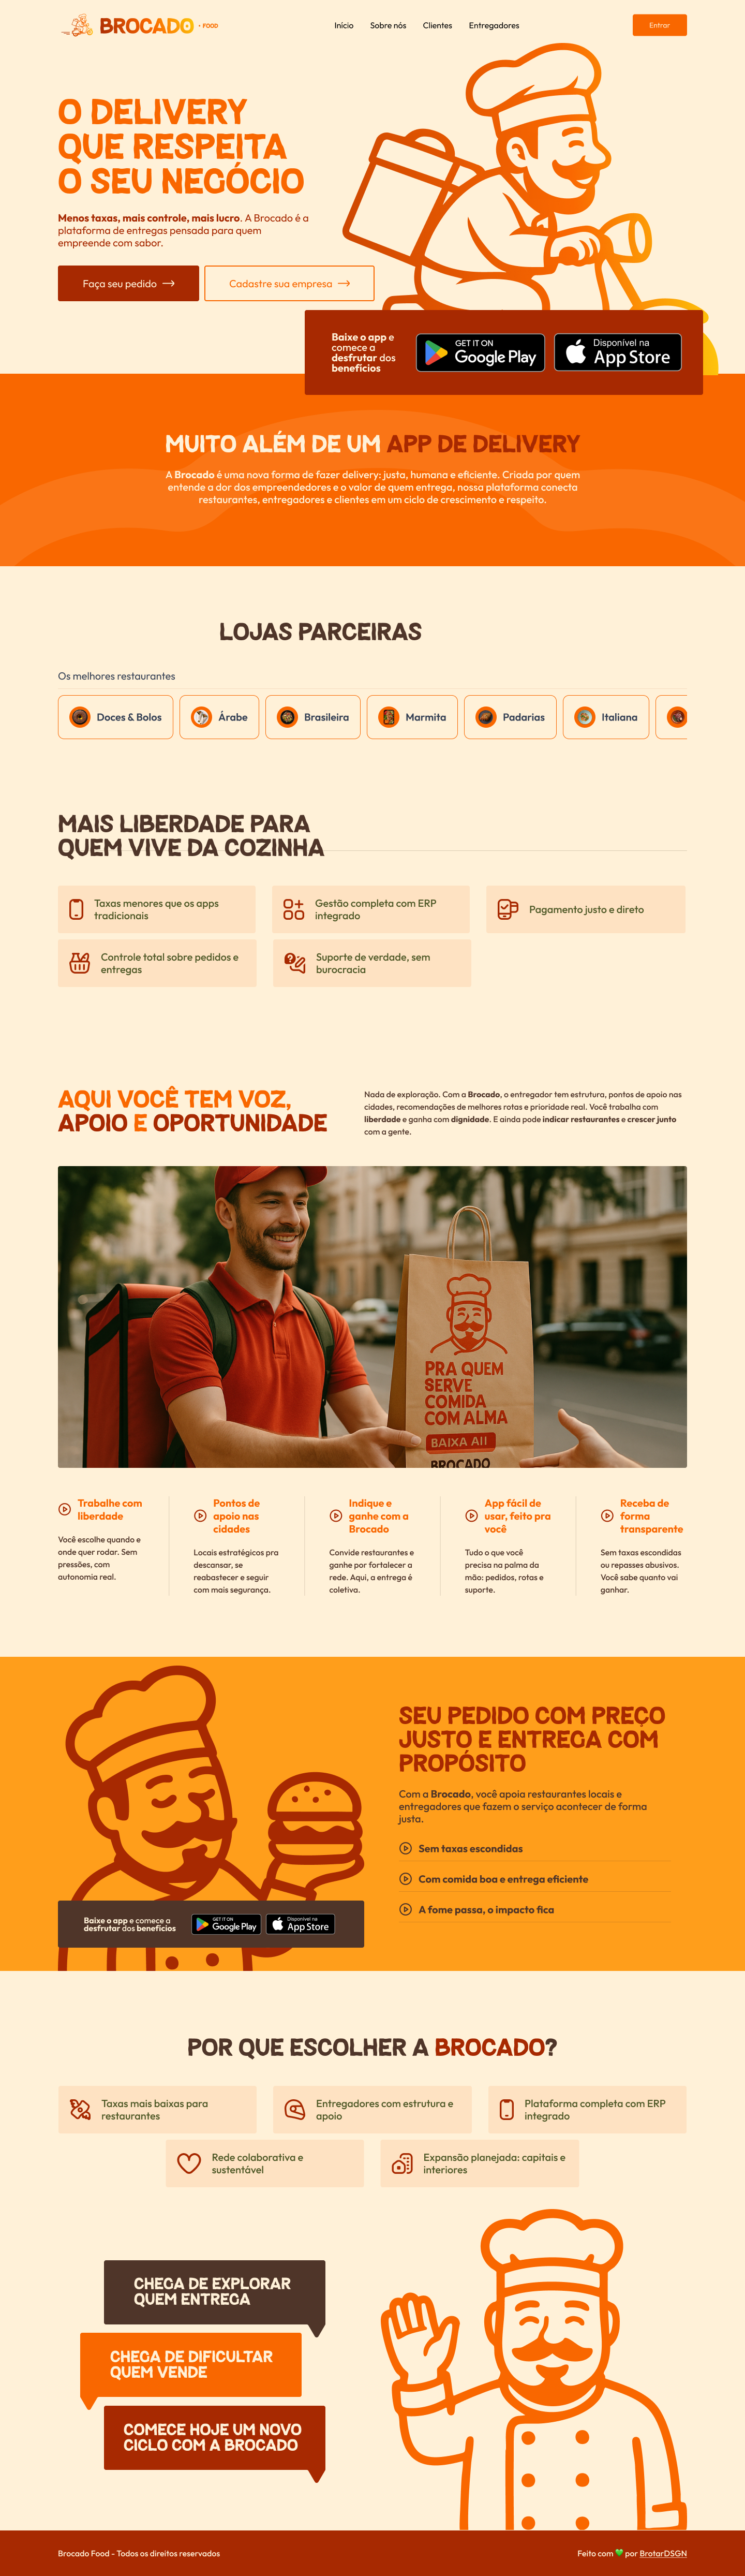 BROCADO • FOOD
Início
Sobre nós
Clientes
Entregadores
Entrar
O DELIVERY
QUE RESPEITA
O SEU NEGÓCIO
Menos taxas, mais controle, mais lucro. A Brocado é a
plataforma de entregas pensada para quem
empreende com sabor.
Faça seu pedido
Cadastre sua empresa
Baixe o app e
comece a
desfrutar dos
benefícios
GET IT ON
Google Play
Disponível na
App Store
MUITO ALÉM DE UM APP DE DELIVERY
A Brocado é uma nova forma de fazer delivery: justa, humana e eficiente. Criada por quem
entende a dor dos empreendedores e o valor de quem entrega, nossa plataforma conecta
restaurantes, entregadores e clientes em um ciclo de crescimento e respeito.
LOJAS PARCEIRAS
Os melhores restaurantes
Doces & Bolos
Árabe
Brasileira
Marmita
Padarias
Italiana
MAIS LIBERDADE PARA
QUEM VIVE DA COZINHA
Taxas menores que os apps
tradicionais
Gestão completa com ERP
integrado
Pagamento justo e direto
Controle total sobre pedidos e
entregas
Suporte de verdade, sem
burocracia
AQUI VOCÊ TEM VOZ,
APOIO E OPORTUNIDADE
Nada de exploração. Com a Brocado, o entregador tem estrutura, pontos de apoio nas
cidades, recomendações de melhores rotas e prioridade real. Você trabalha com
liberdade e ganha com dignidade. E ainda pode indicar restaurantes e crescer junto
com a gente.
PRA QUEM
SERVE
COMIDA
COM ALMA
BAIXA AII
BROCADO
Trabalhe com
liberdade
Você escolhe quando e
onde quer rodar. Sem
pressões, com
autonomia real.
Pontos de
apoio nas
cidades
Locais estratégicos pra
descansar, se
reabastecer e seguir
com mais segurança.
Indique e
ganhe com a
Brocado
Convide restaurantes e
ganhe por fortalecer a
rede. Aqui, a entrega é
coletiva.
App fácil de
usar, feito pra
você
Tudo o que você
precisa na palma da
mão: pedidos, rotas e
suporte.
Receba de
forma
transparente
Sem taxas escondidas
ou repasses abusivos.
Você sabe quanto vai
ganhar.
SEU PEDIDO COM PREÇO
JUSTO E ENTREGA COM
PROPÓSITO
Com a Brocado, você apoia restaurantes locais e
entregadores que fazem o serviço acontecer de forma
justa.
Sem taxas escondidas
Com comida boa e entrega eficiente
A fome passa, o impacto fica
Baixe o app e comece a
desfrutar dos benefícios
GET IT ON
Google Play
Disponível na
App Store
POR QUE ESCOLHER A BROCADO?
Taxas mais baixas para
restaurantes
Entregadores com estrutura e
apoio
Plataforma completa com ERP
integrado
Rede colaborativa e
sustentável
Expansão planejada: capitais e
interiores
CHEGA DE EXPLORAR
QUEM ENTREGA
CHEGA DE DIFICULTAR
QUEM VENDE
COMECE HOJE UM NOVO
CICLO COM A BROCADO
Brocado Food - Todos os direitos reservados
Feito com 💚 por BrotarDSGN